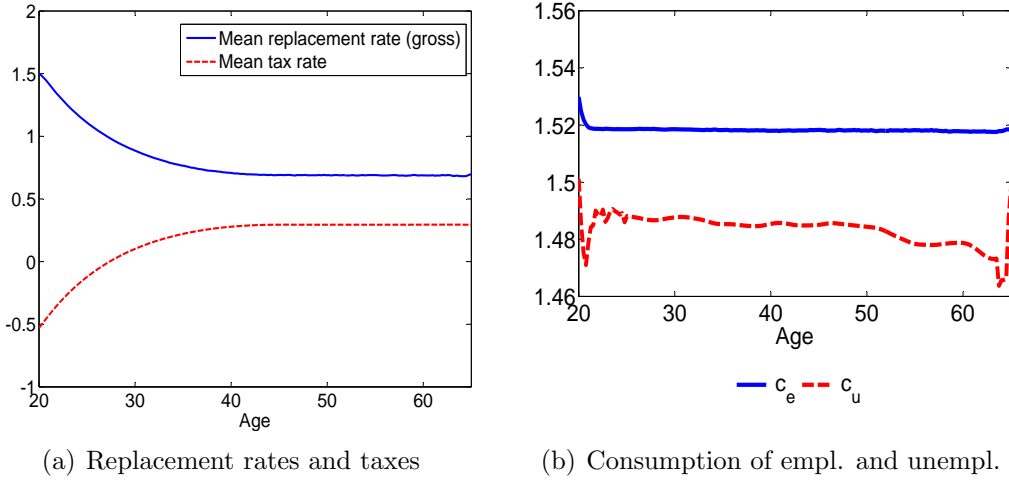 2
1.5
1
0.5
0
-0.5
-1
20
30
40
50
60
Age
Mean replacement rate (gross)
Mean tax rate
(a) Replacement rates and taxes
1.56
1.54
1.52
1.5
1.48
1.46
20
30
40
50
60
Age
c_e
c_u
(b) Consumption of empl. and unempl.